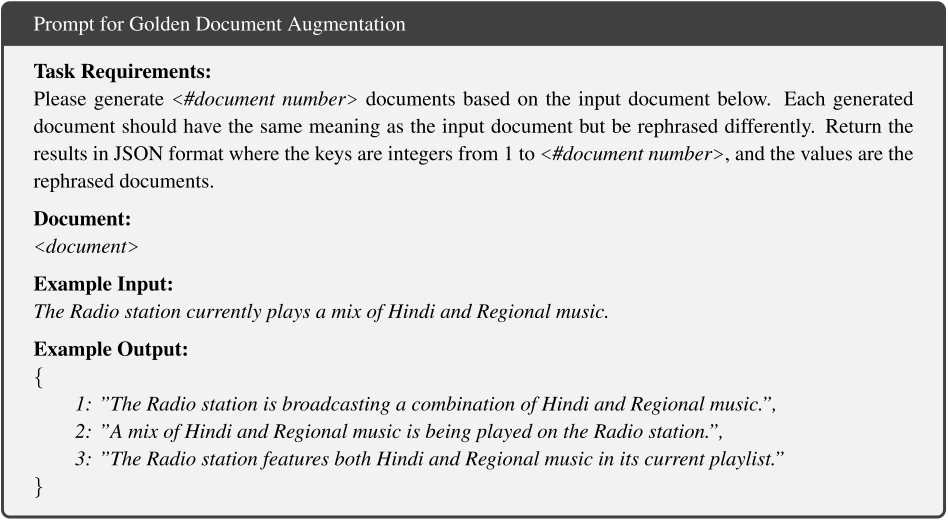 Prompt for Golden Document Augmentation
Task Requirements:
Please generate <#document number> documents based on the input document below. Each generated
document should have the same meaning as the input document but be rephrased differently. Return the
results in JSON format where the keys are integers from 1 to <#document number>, and the values are the
rephrased documents.
Document:
<document>
Example Input:
The Radio station currently plays a mix of Hindi and Regional music.
Example Output:
{
1: ”The Radio station is broadcasting a combination of Hindi and Regional music.”,
2: ”A mix of Hindi and Regional music is being played on the Radio station.”,
3: ”The Radio station features both Hindi and Regional music in its current playlist.”
}